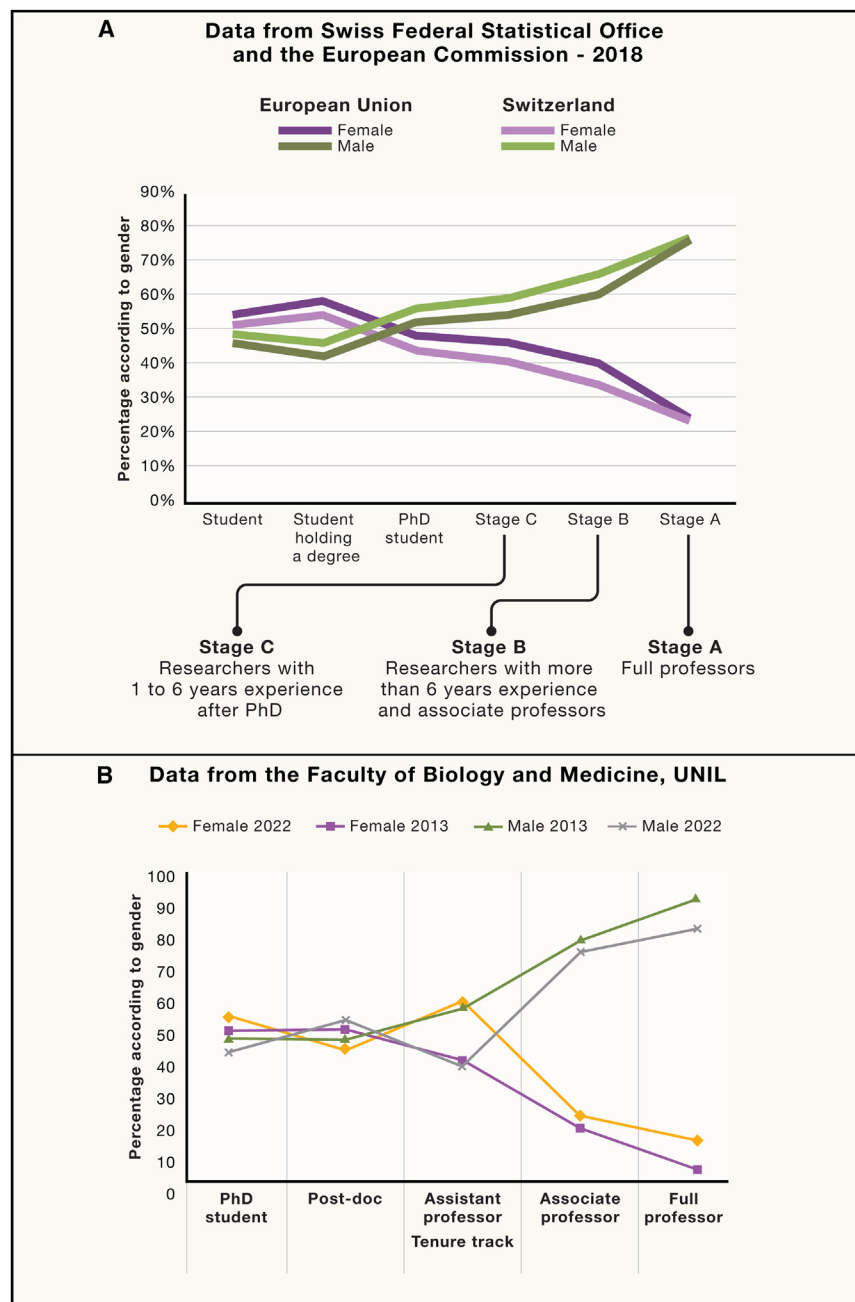 A
Data from Swiss Federal Statistical Office
and the European Commission - 2018
European Union
Female
Male
Switzerland
Female
Male
Percentage according to gender
90%
80%
70%
60%
50%
40%
30%
20%
10%
0%
Student
Student
holding
a degree
PhD
student
Stage C
Stage B
Stage A
Stage C
Researchers with
1 to 6 years experience
after PhD
Stage B
Researchers with more
than 6 years experience
and associate professors
Stage A
Full professors
B
Data from the Faculty of Biology and Medicine, UNIL
Female 2022
Female 2013
Male 2013
Male 2022
Percentage according to gender
100
90
80
70
60
50
40
30
20
10
0
PhD
student
Post-doc
Assistant
professor
Tenure track
Associate
professor
Full
professor